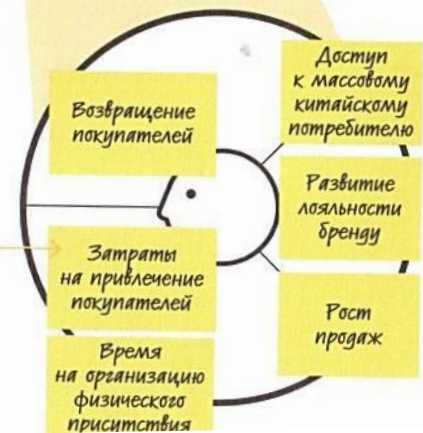 Возвращение
покупателей
Затраты
на привлечение
покупателей
Время
на организацию
физического
присутствия
Доступ
к массовому
китайскому
потребителю
Развитие
лояльности
бренду
Рост
продаж